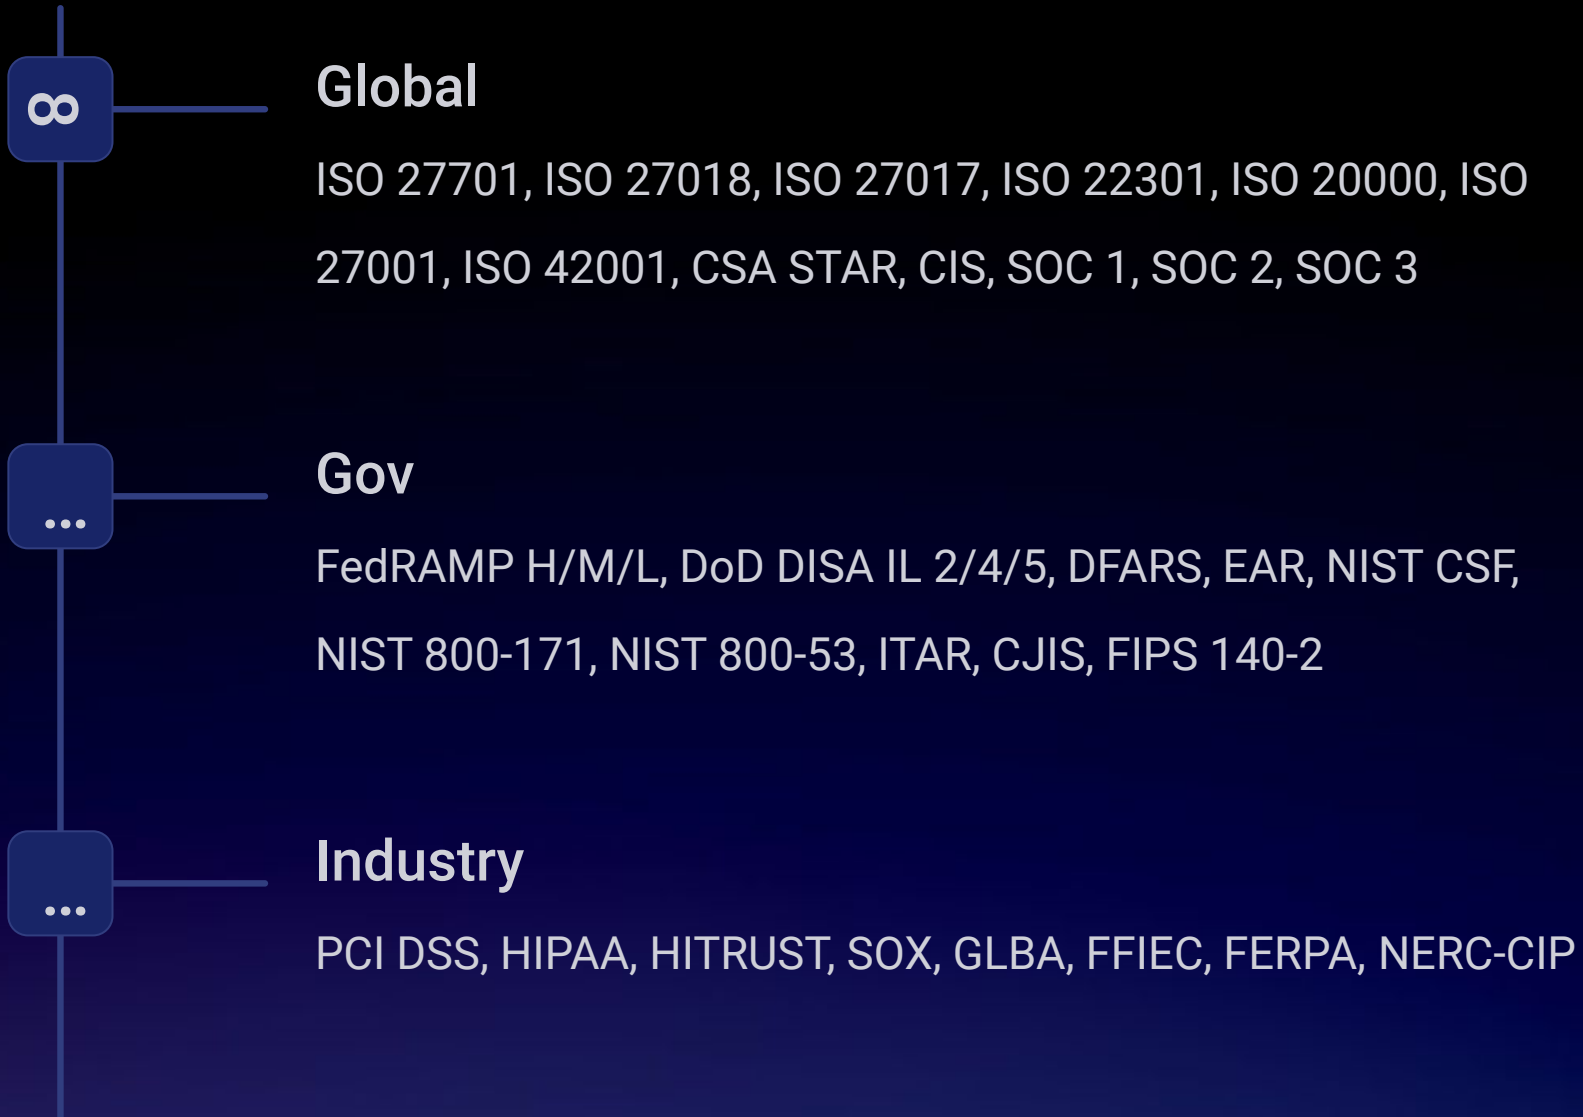 ∞
Global
ISO 27701, ISO 27018, ISO 27017, ISO 22301, ISO 20000, ISO
27001, ISO 42001, CSA STAR, CIS, SOC 1, SOC 2, SOC 3
...
Gov
FedRAMP H/M/L, DoD DISA IL 2/4/5, DFARS, EAR, NIST CSF,
NIST 800-171, NIST 800-53, ITAR, CJIS, FIPS 140-2
...
Industry
PCI DSS, HIPAA, HITRUST, SOX, GLBA, FFIEC, FERPA, NERC-CIP